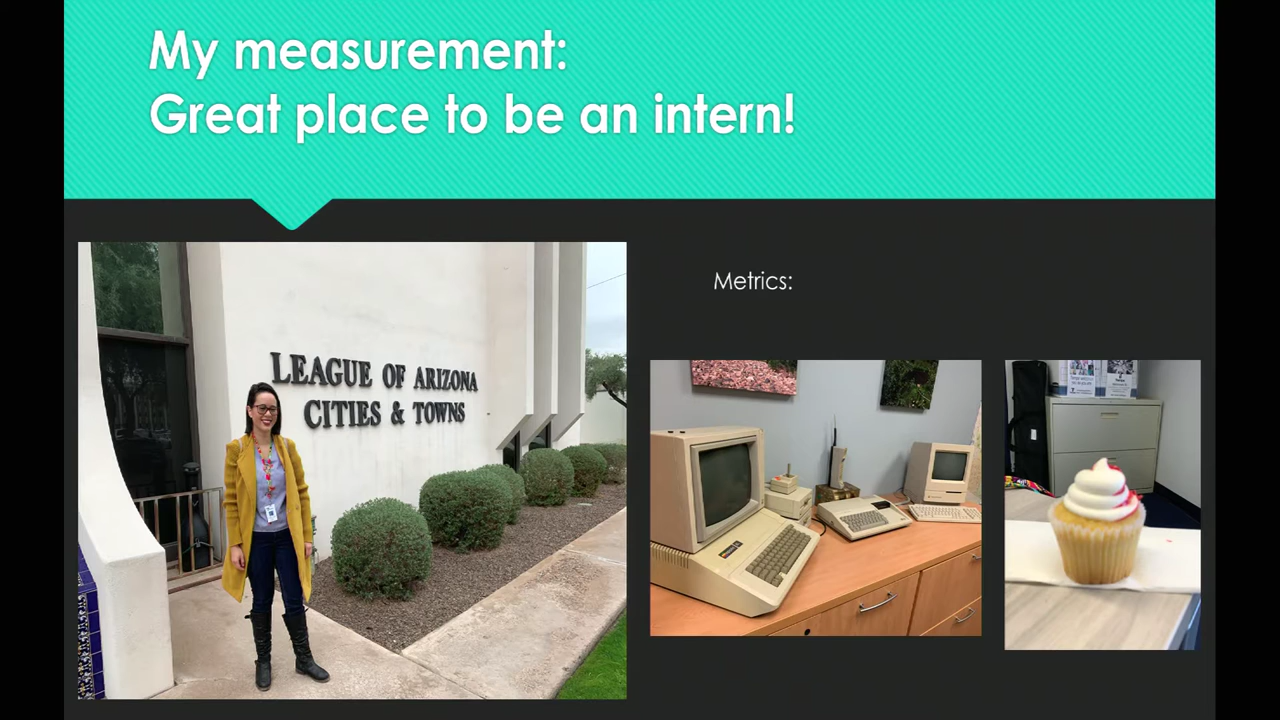 My measurement:
Great place to be an intern!
LEAGUE OF ARIZONA
CITIES & TOWNS
Metrics: